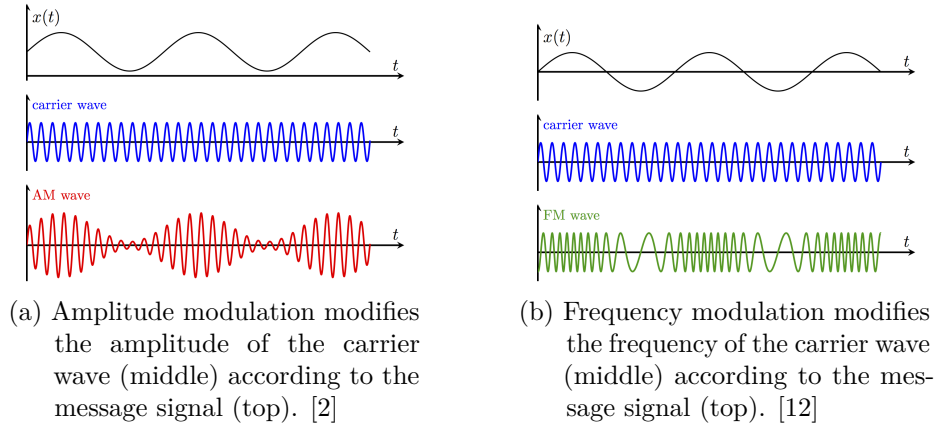 x(t)
t
carrier wave
t
AM wave
t
(a) Amplitude modulation modifies
the amplitude of the carrier
wave (middle) according to the
message signal (top). [2]
x(t)
t
carrier wave
t
FM wave
t
(b) Frequency modulation modifies
the frequency of the carrier wave
(middle) according to the mes-
sage signal (top). [12]